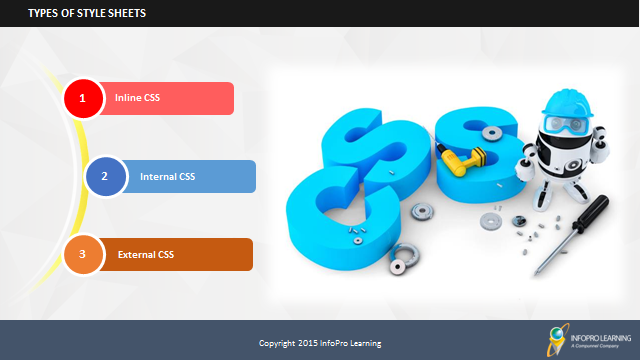 TYPES OF STYLE SHEETS
1 Inline CSS
2 Internal CSS
3 External CSS
CSS
Copyright 2015 InfoPro Learning
INFOPRO LEARNING
A Compunnel Company